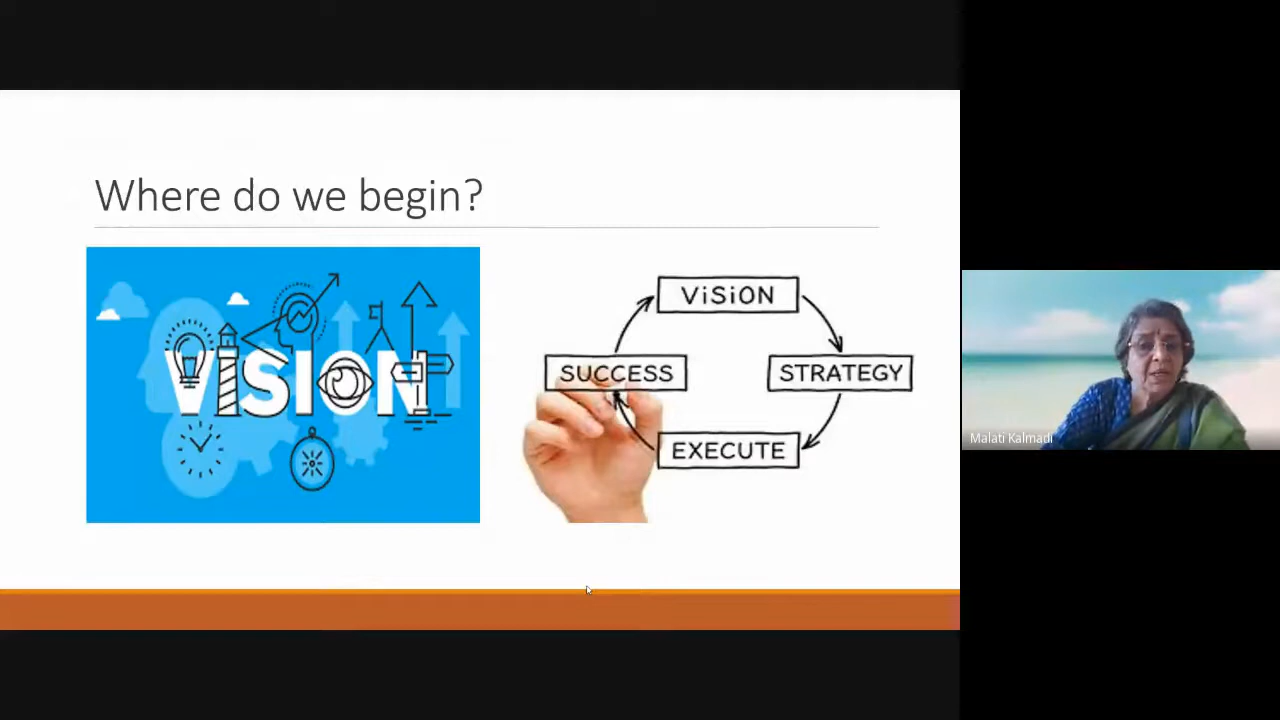 Where do we begin?
VISION
ViSiON
SUCCESS
STRATEGY
EXECUTE
Malati Kalmadi